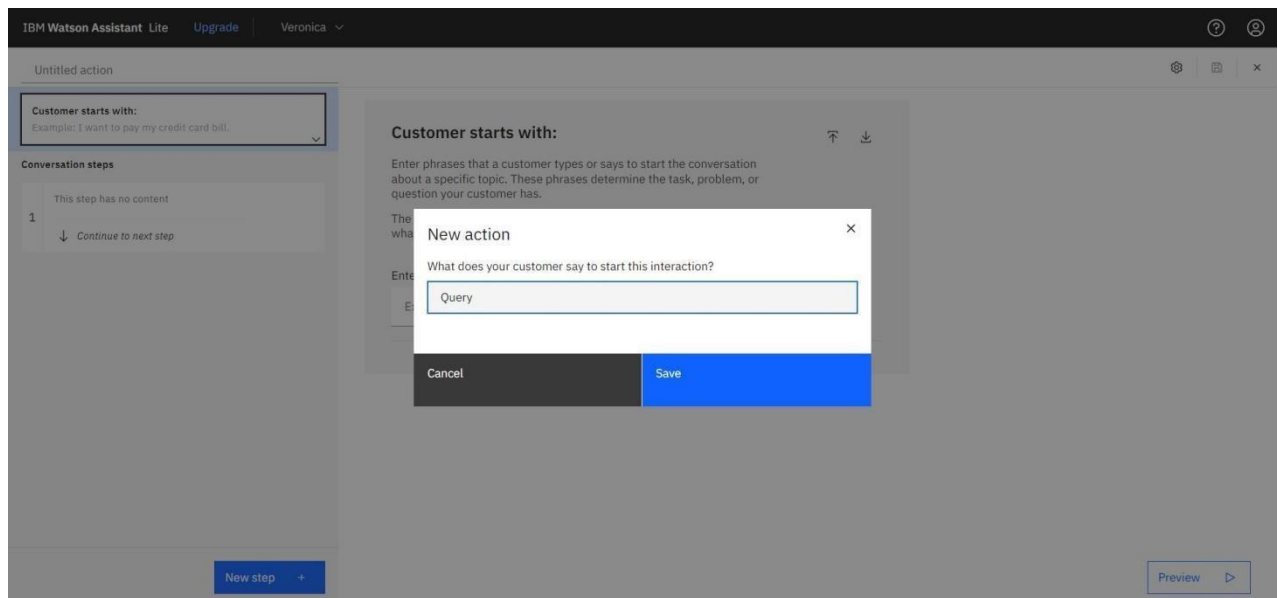 IBM Watson Assistant Lite Upgrade Veronica
Untitled action
Customer starts with:
Example: I want to pay my credit card bill.
Conversation steps
1
This step has no content
Continue to next step
New step +
Customer starts with:
Enter phrases that a customer types or says to start the conversation
about a specific topic. These phrases determine the task, problem, or
question your customer has.
The
wha
Ente
E
New action
What does your customer say to start this interaction?
Query
Cancel
Save
Preview